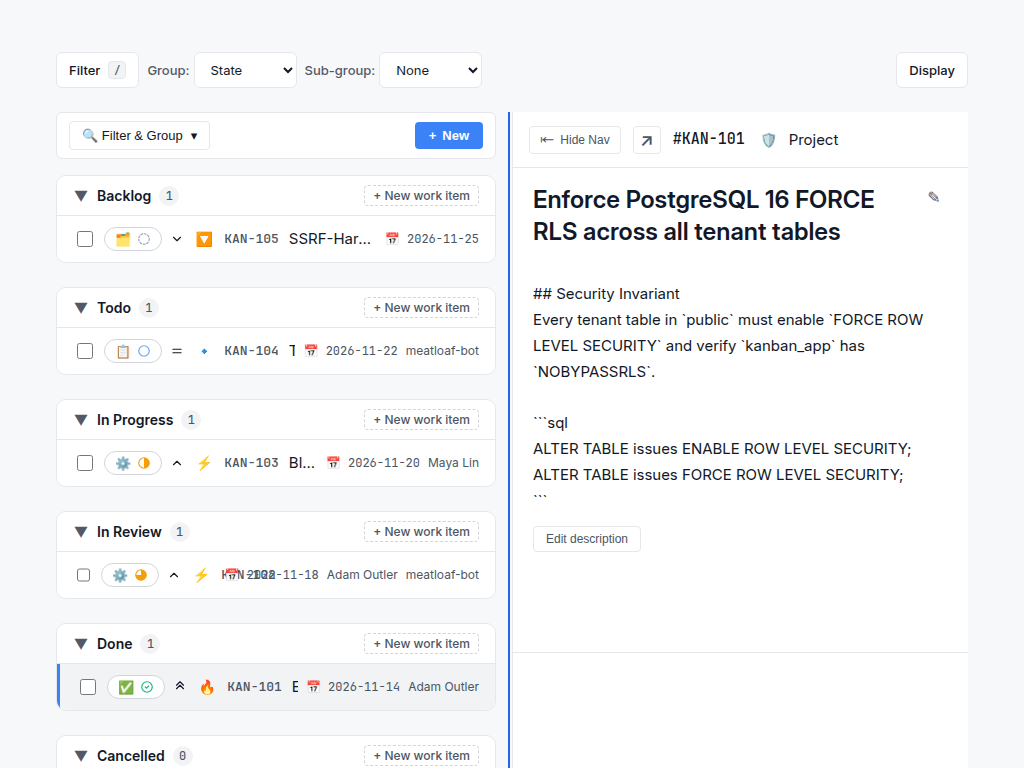 Filter /
Group: State
Sub-group: None
Display
Filter & Group ▾
+ New
Backlog 1
+ New work item
KAN-105 SSRF-Har... 2026-11-25
Todo 1
+ New work item
KAN-104 T 2026-11-22 meatloaf-bot
In Progress 1
+ New work item
KAN-103 Bl... 2026-11-20 Maya Lin
In Review 1
+ New work item
2026-11-18 Adam Outler meatloaf-bot
Done 1
+ New work item
KAN-101 E 2026-11-14 Adam Outler
Cancelled 0
+ New work item
Hide Nav
#KAN-101
Project
Enforce PostgreSQL 16 FORCE
RLS across all tenant tables
## Security Invariant
Every tenant table in `public` must enable `FORCE ROW
LEVEL SECURITY` and verify `kanban_app` has
`NOBYPASSRLS`.
```sql
ALTER TABLE issues ENABLE ROW LEVEL SECURITY;
ALTER TABLE issues FORCE ROW LEVEL SECURITY;
```
Edit description